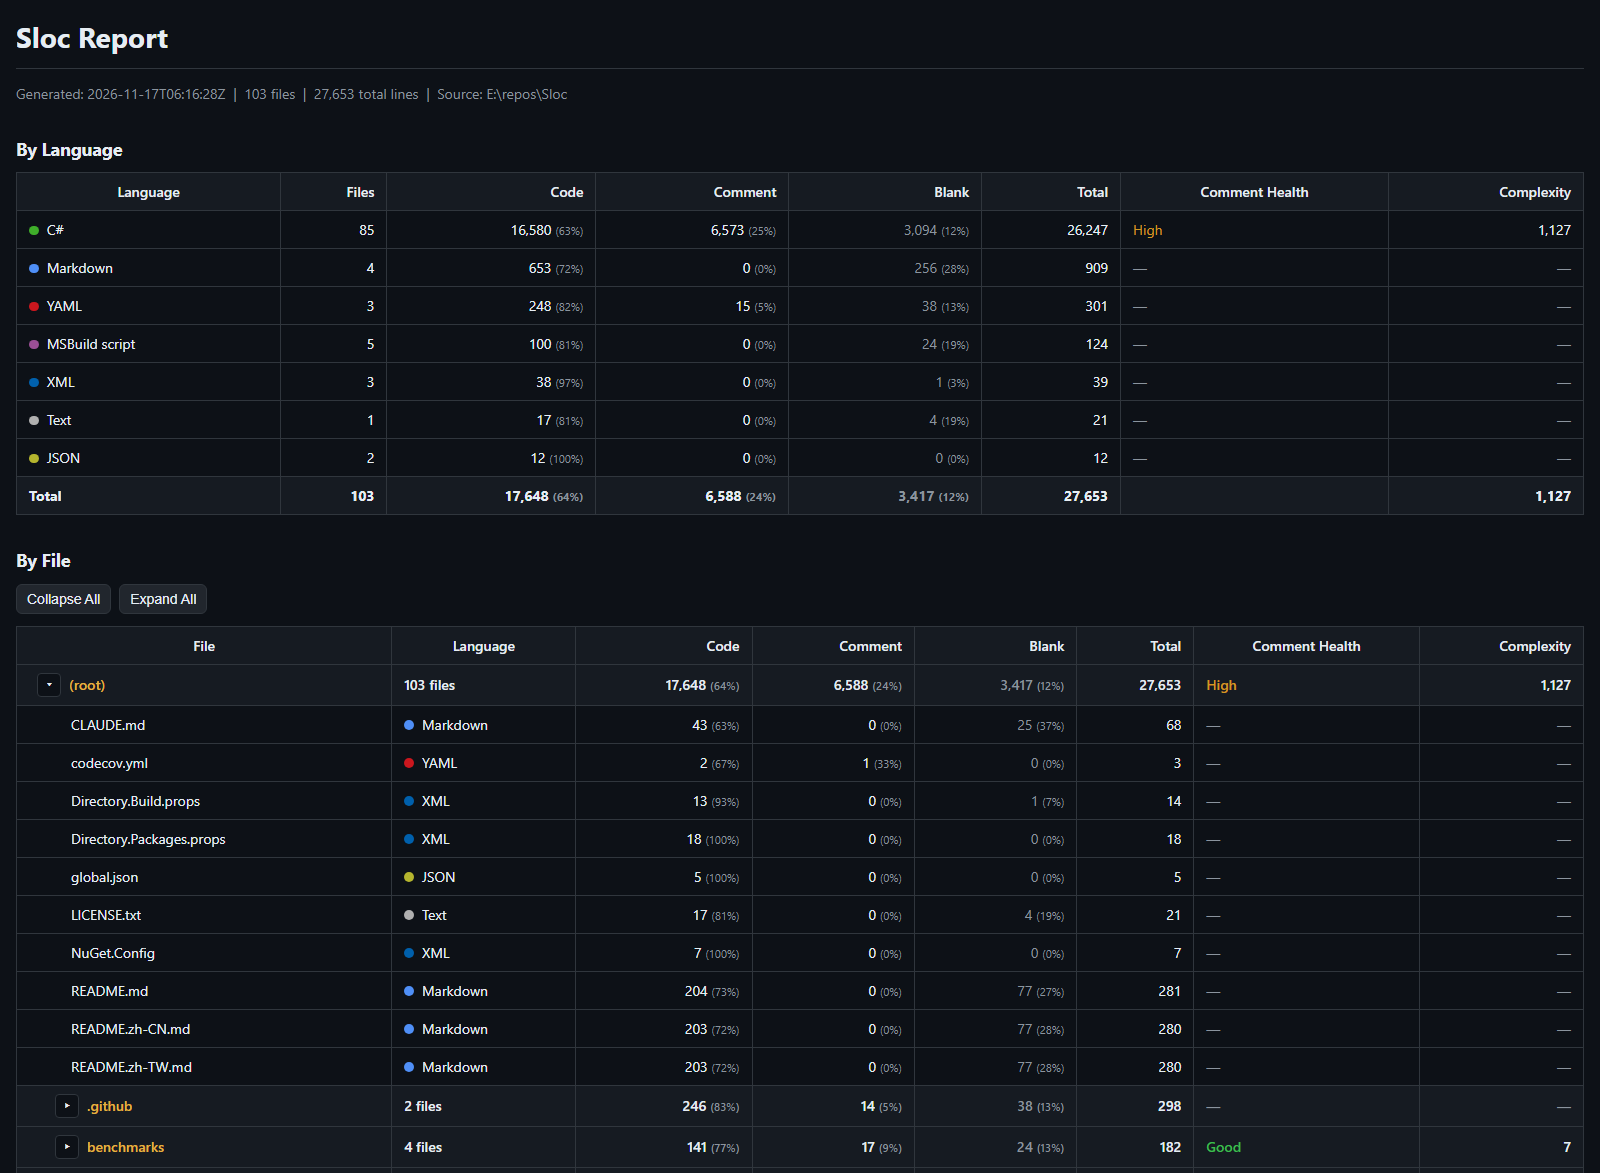 Sloc Report
Generated: 2026-11-17T06:16:28Z | 103 files | 27,653 total lines | Source: E:\repos\Sloc
By Language
Language Files Code Comment Blank Total Comment Health Complexity
C# 85 16,580 (63%) 6,573 (25%) 3,094 (12%) 26,247 High 1,127
Markdown 4 653 (72%) 0 (0%) 256 (28%) 909 — —
YAML 3 248 (82%) 15 (5%) 38 (13%) 301 — —
MSBuild script 5 100 (81%) 0 (0%) 24 (19%) 124 — —
XML 3 38 (97%) 0 (0%) 1 (3%) 39 — —
Text 1 17 (81%) 0 (0%) 4 (19%) 21 — —
JSON 2 12 (100%) 0 (0%) 0 (0%) 12 — —
Total 103 17,648 (64%) 6,588 (24%) 3,417 (12%) 27,653 1,127
By File
Collapse All Expand All
File Language Code Comment Blank Total Comment Health Complexity
(root) 103 files 17,648 (64%) 6,588 (24%) 3,417 (12%) 27,653 High 1,127
CLAUDE.md Markdown 43 (63%) 0 (0%) 25 (37%) 68 — —
codecov.yml YAML 2 (67%) 1 (33%) 0 (0%) 3 — —
Directory.Build.props XML 13 (93%) 0 (0%) 1 (7%) 14 — —
Directory.Packages.props XML 18 (100%) 0 (0%) 0 (0%) 18 — —
global.json JSON 5 (100%) 0 (0%) 0 (0%) 5 — —
LICENSE.txt Text 17 (81%) 0 (0%) 4 (19%) 21 — —
NuGet.Config XML 7 (100%) 0 (0%) 0 (0%) 7 — —
README.md Markdown 204 (73%) 0 (0%) 77 (27%) 281 — —
README.zh-CN.md Markdown 203 (72%) 0 (0%) 77 (28%) 280 — —
README.zh-TW.md Markdown 203 (72%) 0 (0%) 77 (28%) 280 — —
.github 2 files 246 (83%) 14 (5%) 38 (13%) 298 — —
benchmarks 4 files 141 (77%) 17 (9%) 24 (13%) 182 Good 7